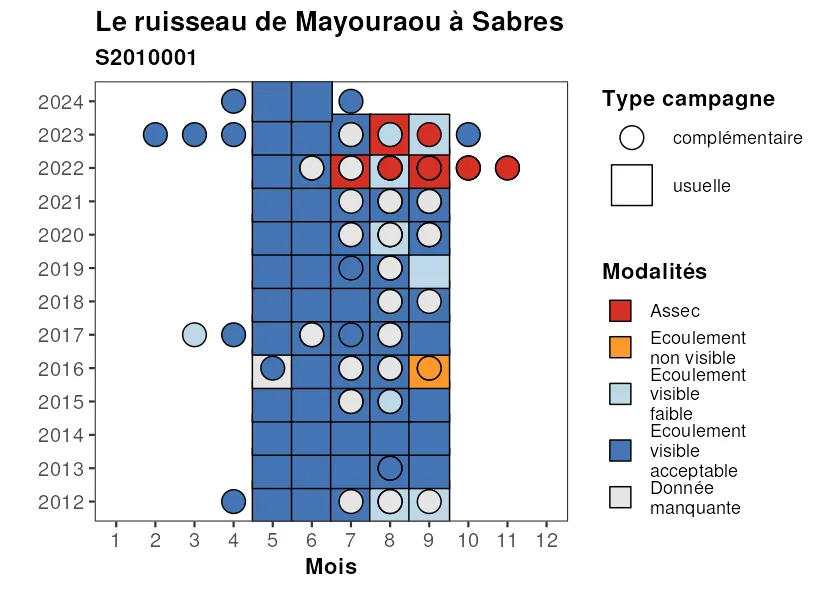 Le ruisseau de Mayouraou à Sabres
S2010001
2024
2023
2022
2021
2020
2019
2018
2017
2016
2015
2014
2013
2012
1 2 3 4 5 6 7 8 9 10 11 12
Mois
Type campagne
complémentaire
usuelle
Modalités
Assec
Ecoulement
non visible
Ecoulement
visible
faible
Ecoulement
visible
acceptable
Donnée
manquante